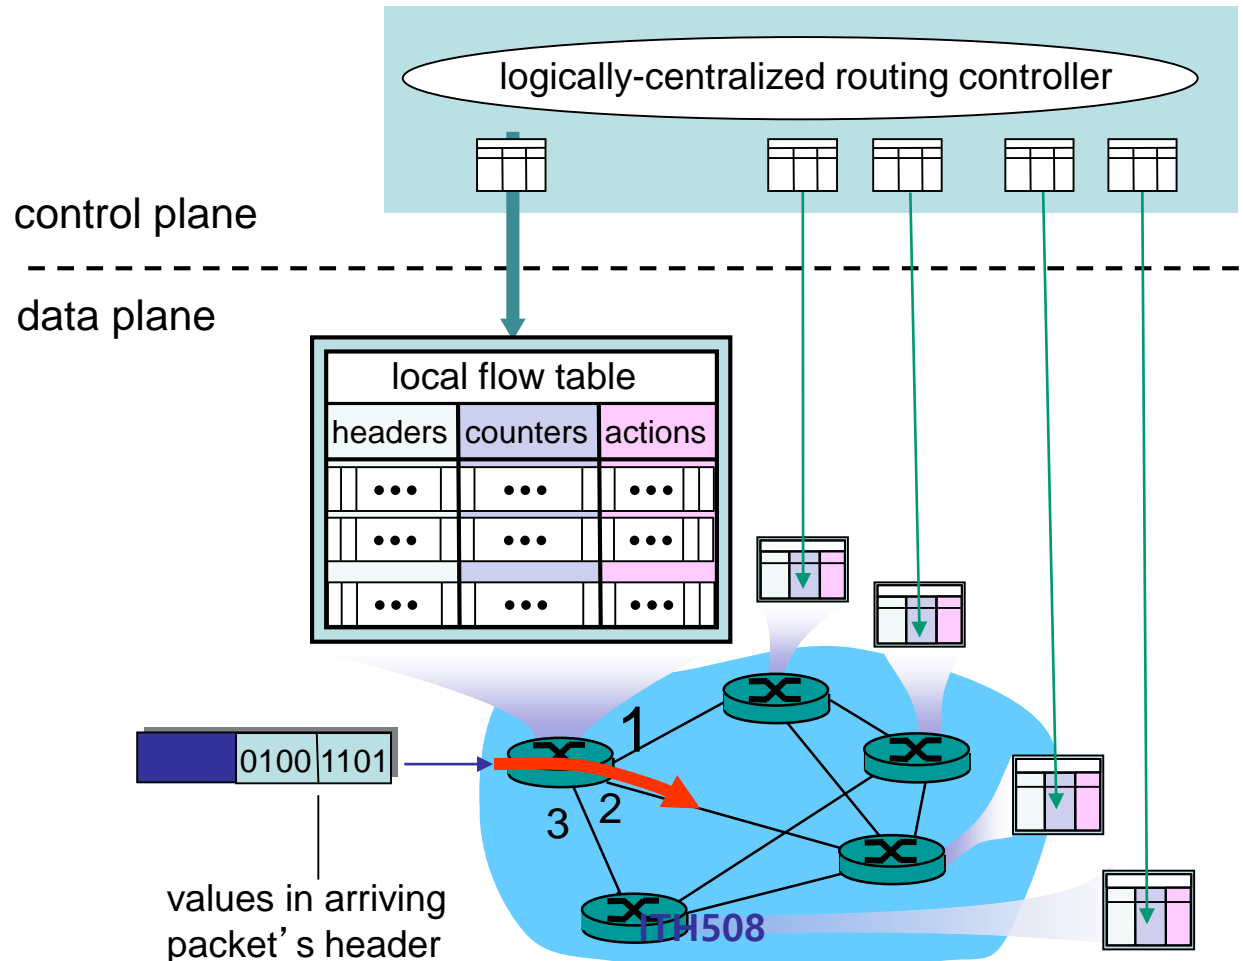 logically-centralized routing controller
control plane
data plane
local flow table
headers counters actions
1
0100 1101
2
3
values in arriving
packet's header
ITH508